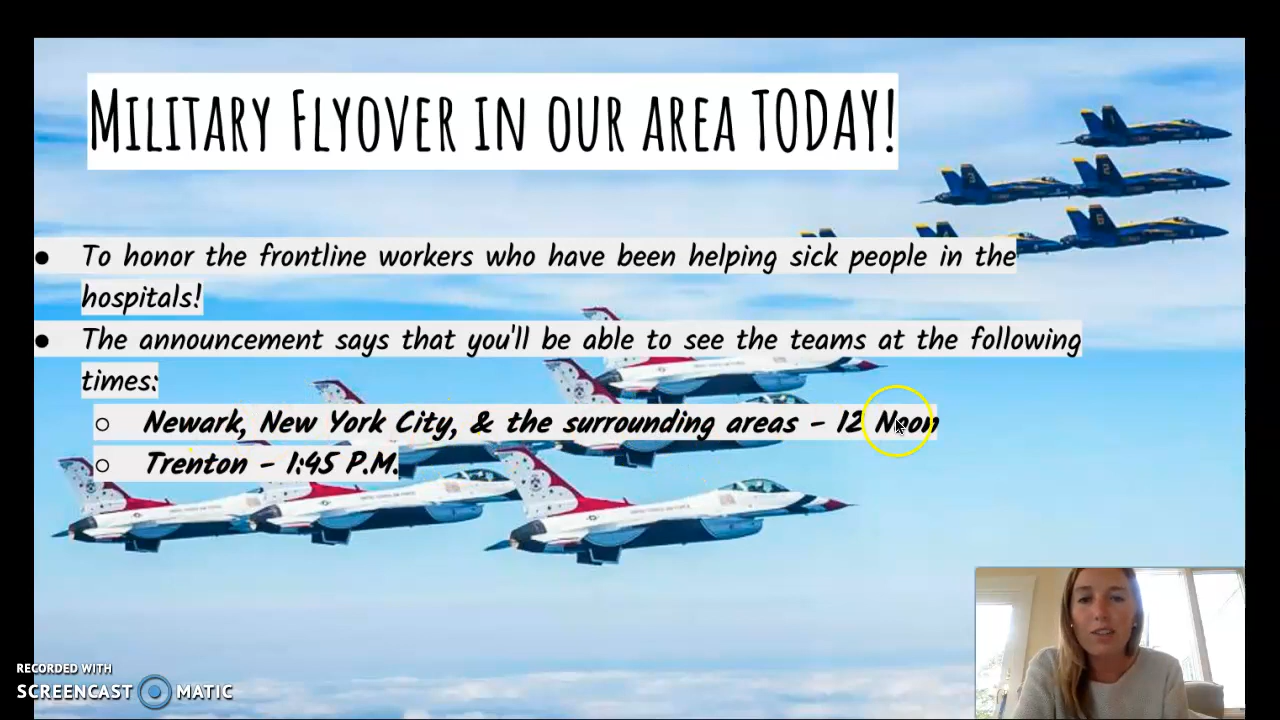 Military Flyover in our area TODAY!
● To honor the frontline workers who have been helping sick people in the
hospitals!
● The announcement says that you'll be able to see the teams at the following
times:
○ Newark, New York City, & the surrounding areas - 12 Noon
○ Trenton - 1:45 P.M.
RECORDED WITH
SCREENCAST MATIC